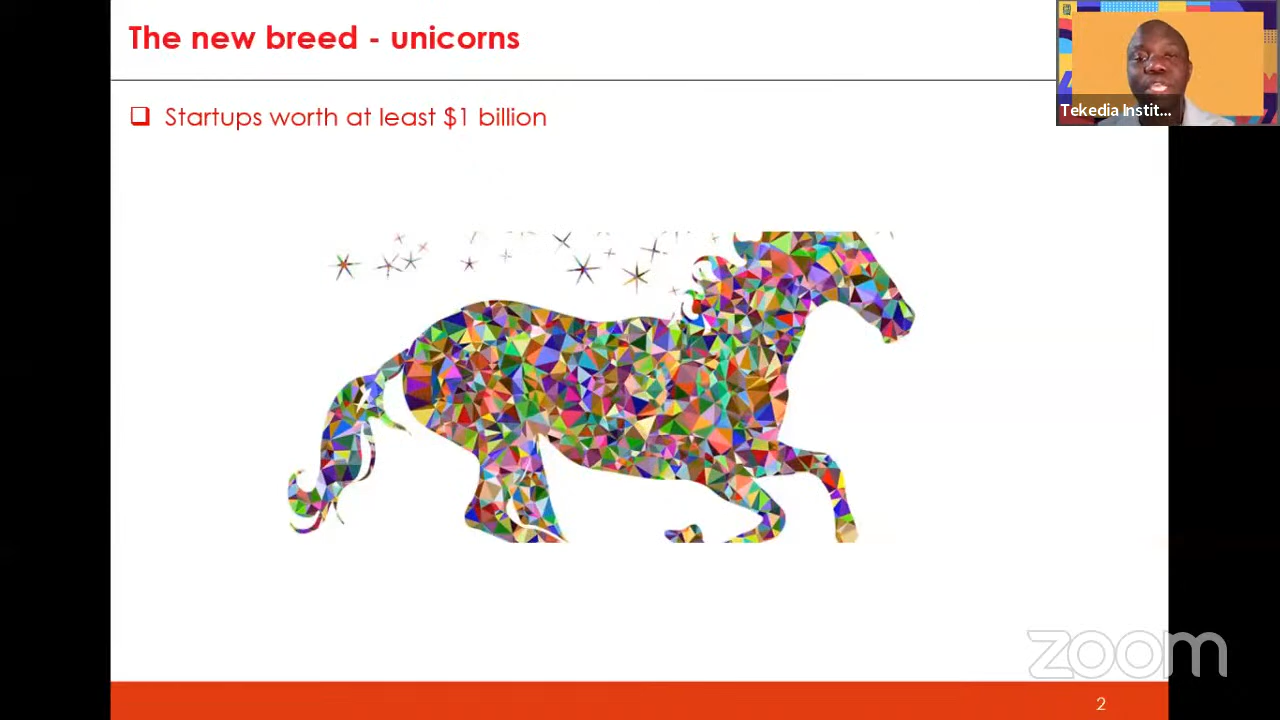 The new breed - unicorns
Startups worth at least $1 billion
Tekedia Instit...
zoom
2